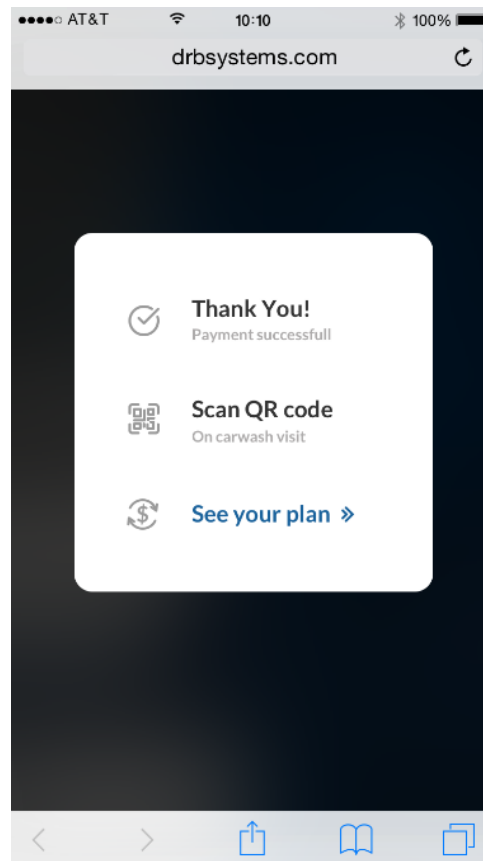 AT&T 10:10 100%
drbsystems.com
Thank You!
Payment successfull
Scan QR code
On carwash visit
See your plan »